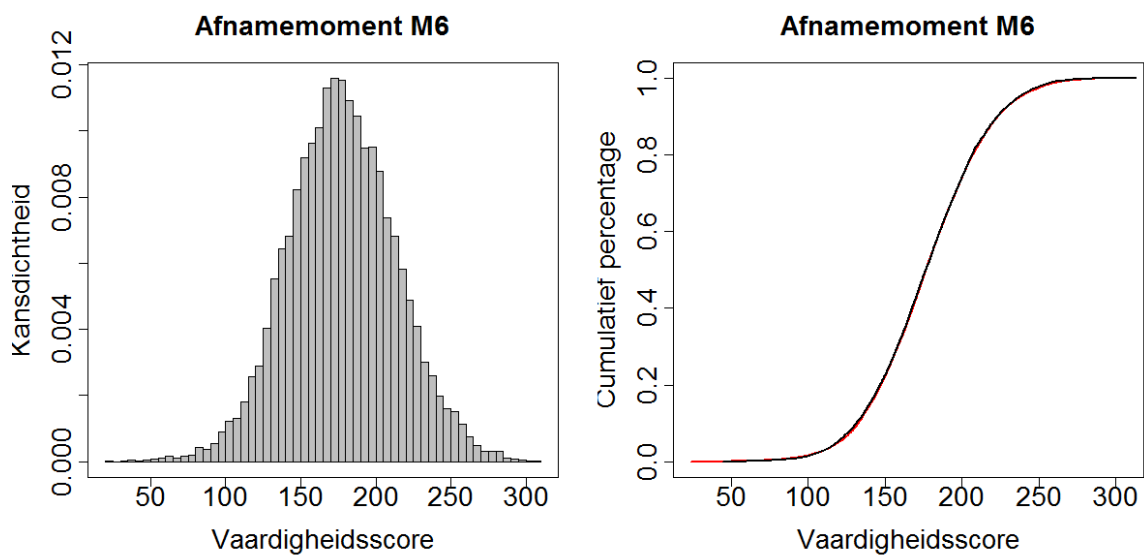 Afnamemoment M6
Kansdichtheid
0.000 0.004 0.008 0.012
50 100 150 200 250 300
Vaardigheidsscore
Afnamemoment M6
Cumulatief percentage
0.0 0.2 0.4 0.6 0.8 1.0
50 100 150 200 250 300
Vaardigheidsscore